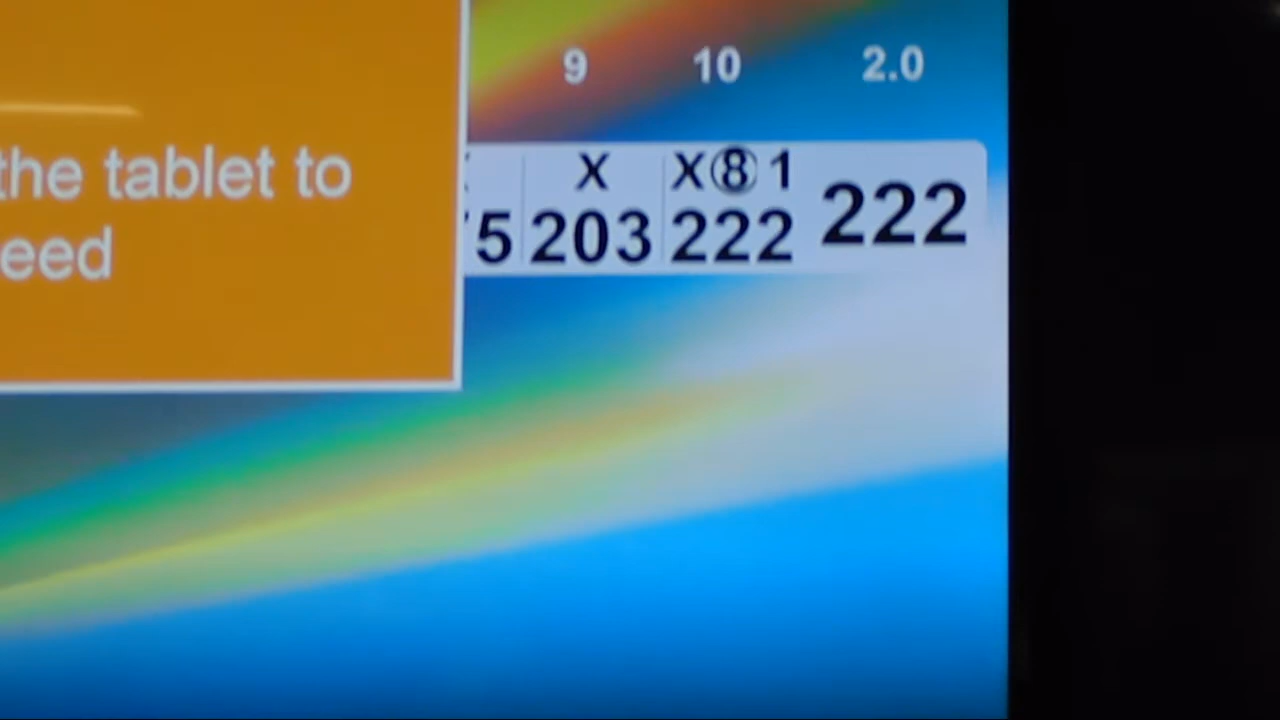 9 10 2.0
the tablet to
X X⑧1
5 203 222 222
eed